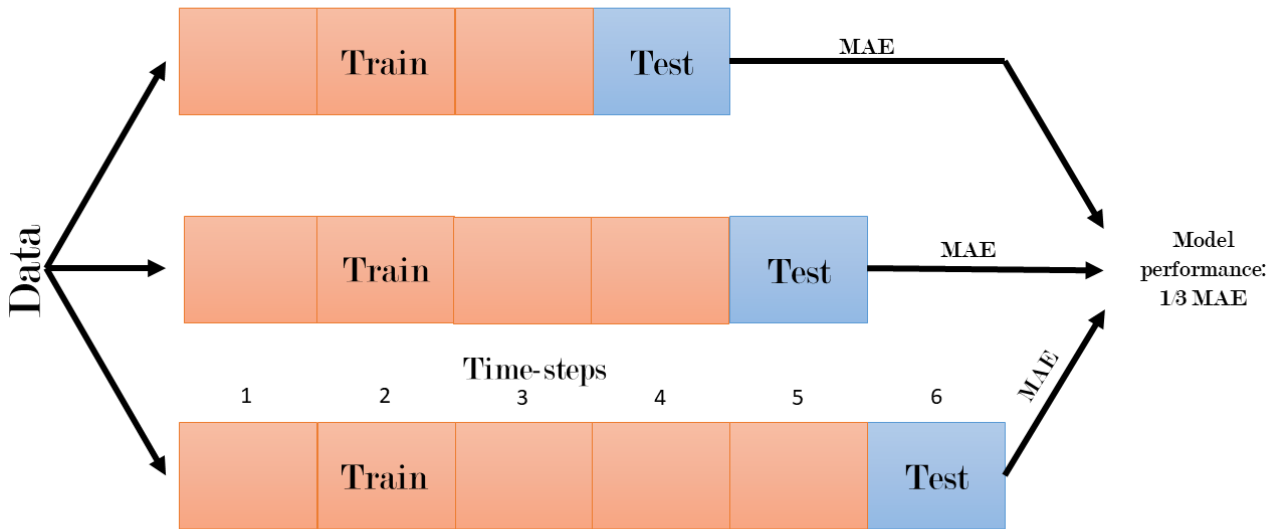 Train
Test
MAE
Data
Train
Test
MAE
Model
performance:
1/3 MAE
Time-steps
1 2 3 4 5 6
MAE
Train
Test